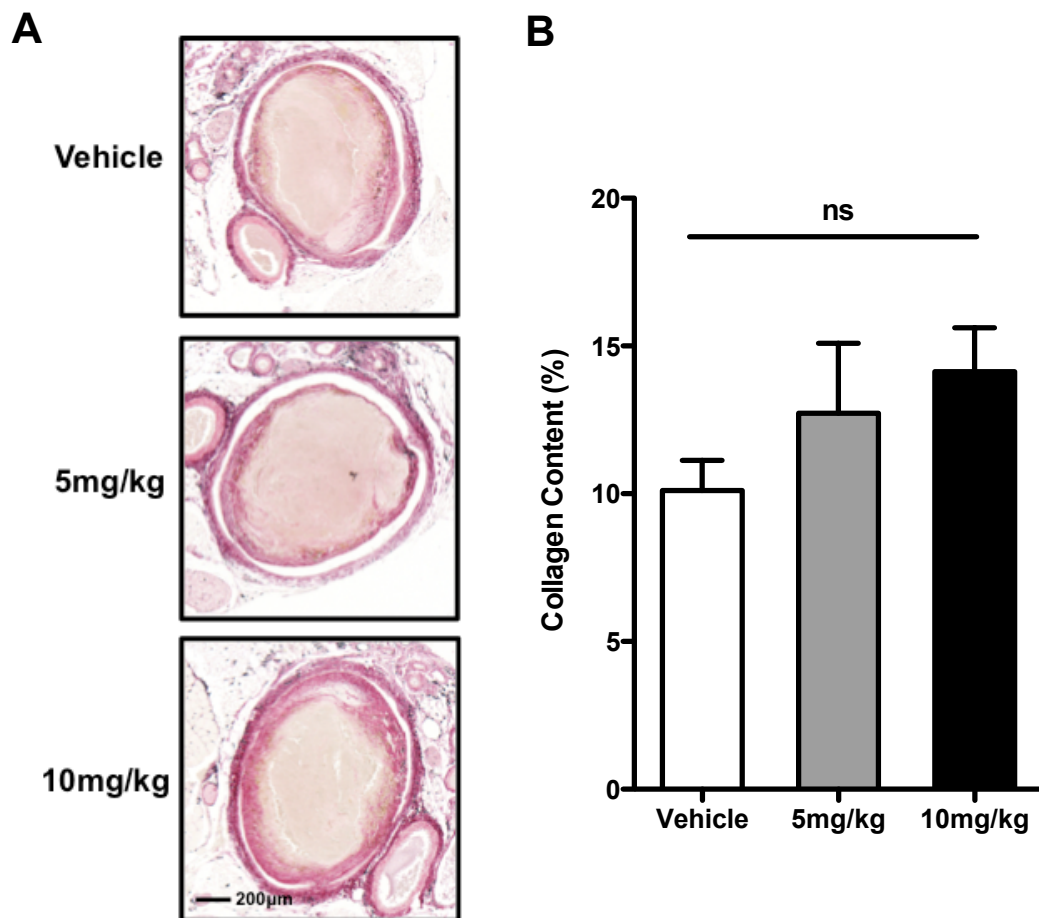 A
Vehicle
5mg/kg
10mg/kg
200µm
B
Collagen Content (%)
20
15
10
5
0
ns
Vehicle
5mg/kg
10mg/kg